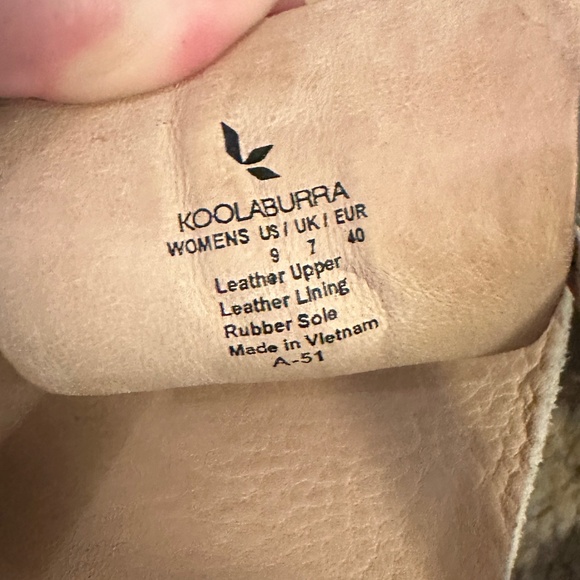 KOOLABURRA
WOMENS US / UK / EUR
9 7 40
Leather Upper
Leather Lining
Rubber Sole
Made in Vietnam
A-51